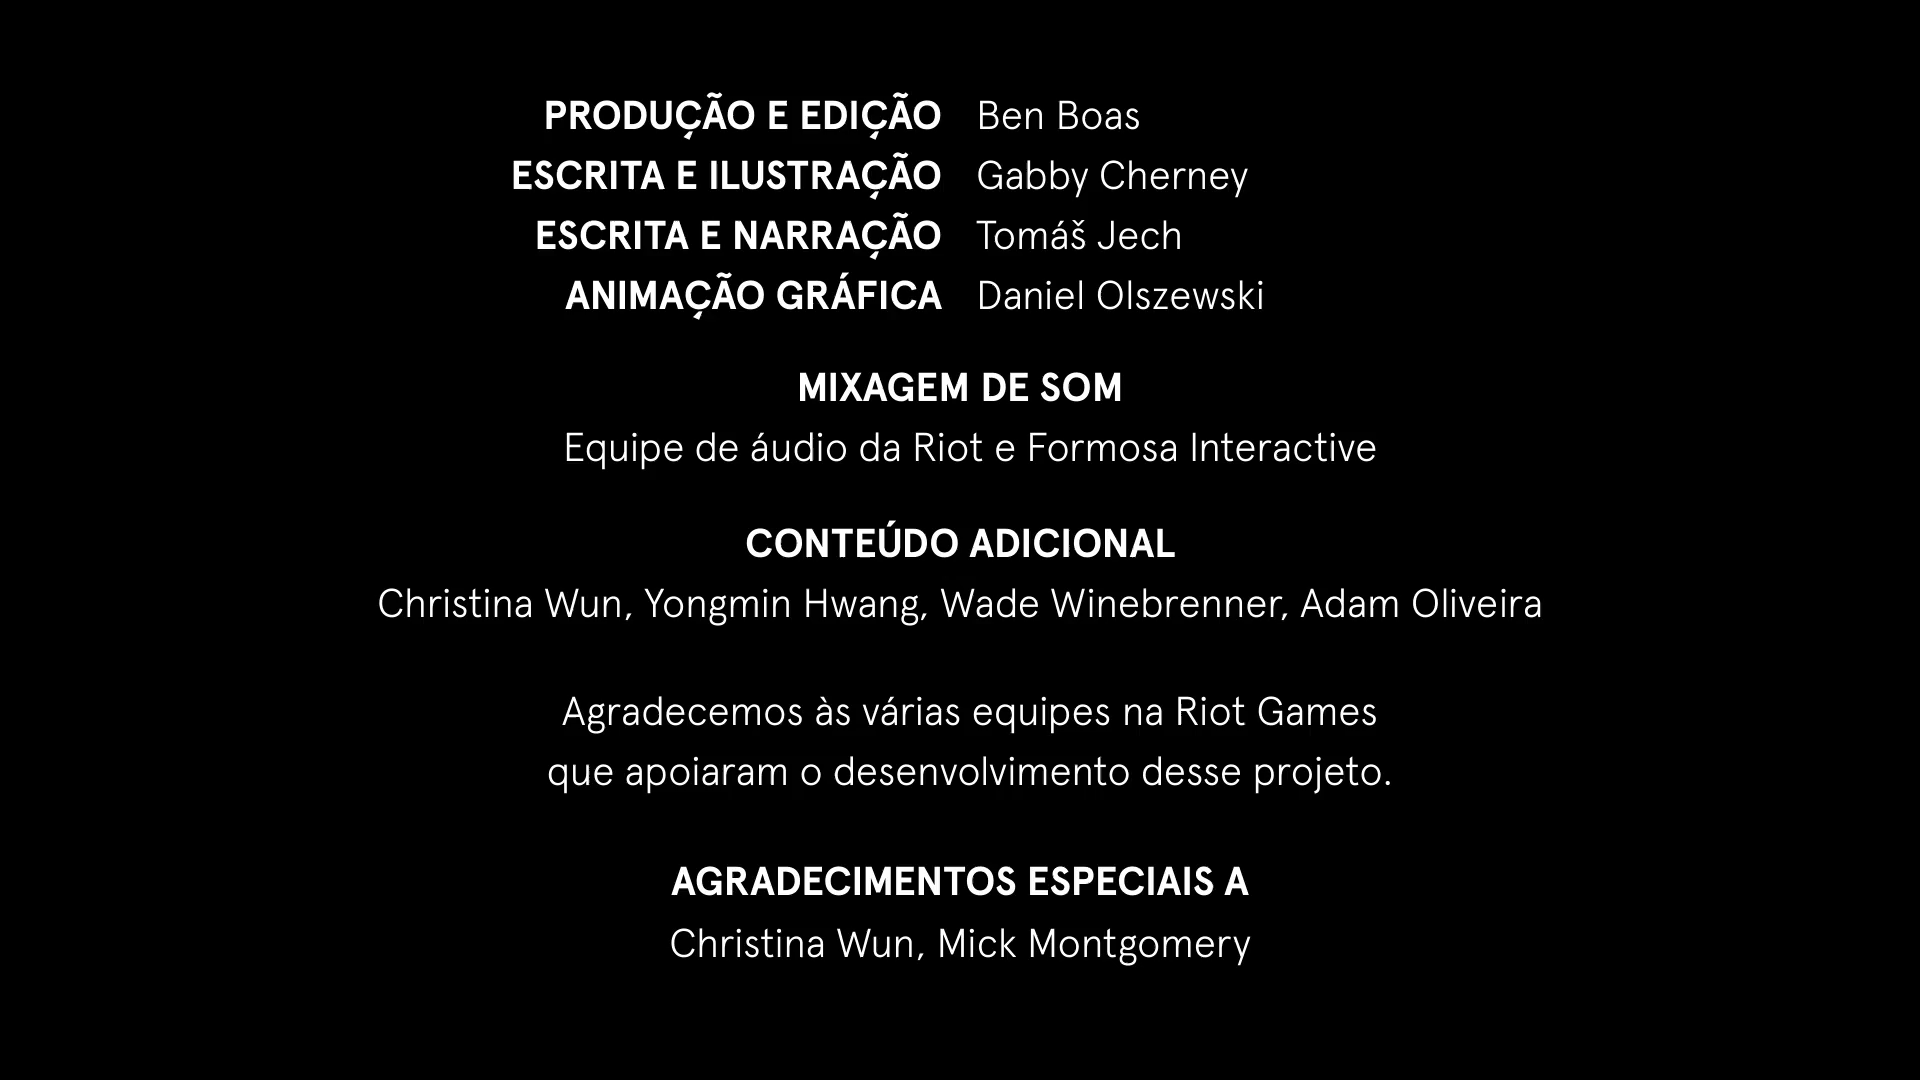 PRODUÇÃO E EDIÇÃO Ben Boas
ESCRITA E ILUSTRAÇÃO Gabby Cherney
ESCRITA E NARRAÇÃO Tomáš Jech
ANIMAÇÃO GRÁFICA Daniel Olszewski
MIXAGEM DE SOM
Equipe de áudio da Riot e Formosa Interactive
CONTEÚDO ADICIONAL
Christina Wun, Yongmin Hwang, Wade Winebrenner, Adam Oliveira
Agradecemos às várias equipes na Riot Games
que apoiaram o desenvolvimento desse projeto.
AGRADECIMENTOS ESPECIAIS A
Christina Wun, Mick Montgomery